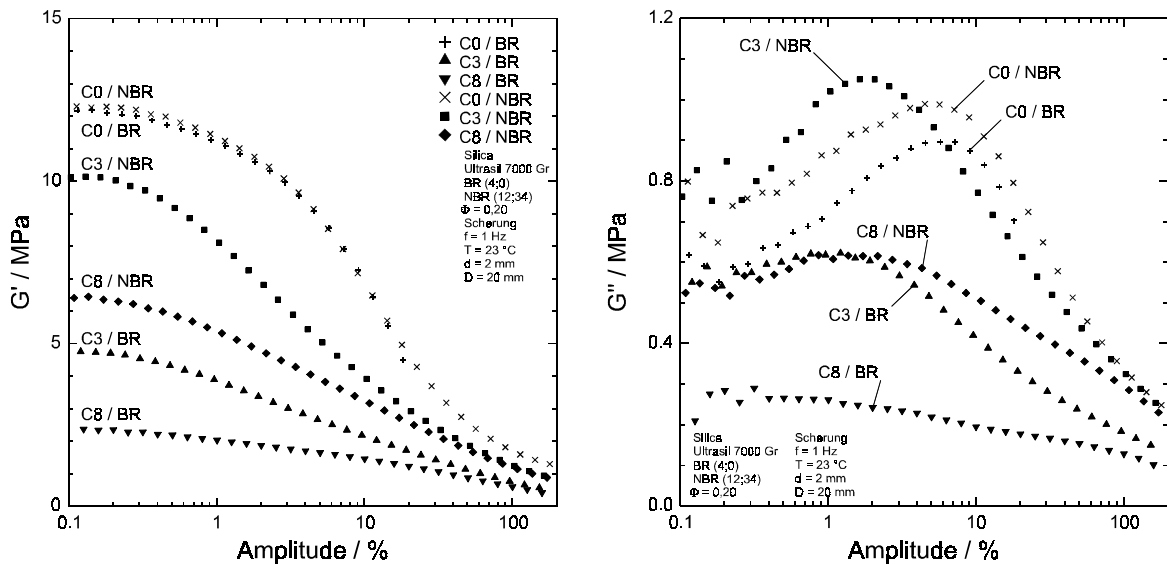 15
10
5
0
G' / MPa
0.1
1
10
100
Amplitude / %
C0 / NBR
C0 / BR
C3 / NBR
C8 / NBR
C3 / BR
C8 / BR
C0 / BR
C3 / BR
C8 / BR
C0 / NBR
C3 / NBR
C8 / NBR
Silica
Ultrasil 7000 Gr
BR (4;0)
NBR (12;34)
Φ = 0,20
Scherung
f = 1 Hz
T = 23 °C
d = 2 mm
D = 20 mm
1.2
0.8
0.4
0.0
G'' / MPa
0.1
1
10
100
Amplitude / %
C3 / NBR
C0 / NBR
C0 / BR
C8 / NBR
C3 / BR
C8 / BR
Silica
Ultrasil 7000 Gr
BR (4;0)
NBR (12;34)
Φ = 0,20
Scherung
f = 1 Hz
T = 23 °C
d = 2 mm
D = 20 mm